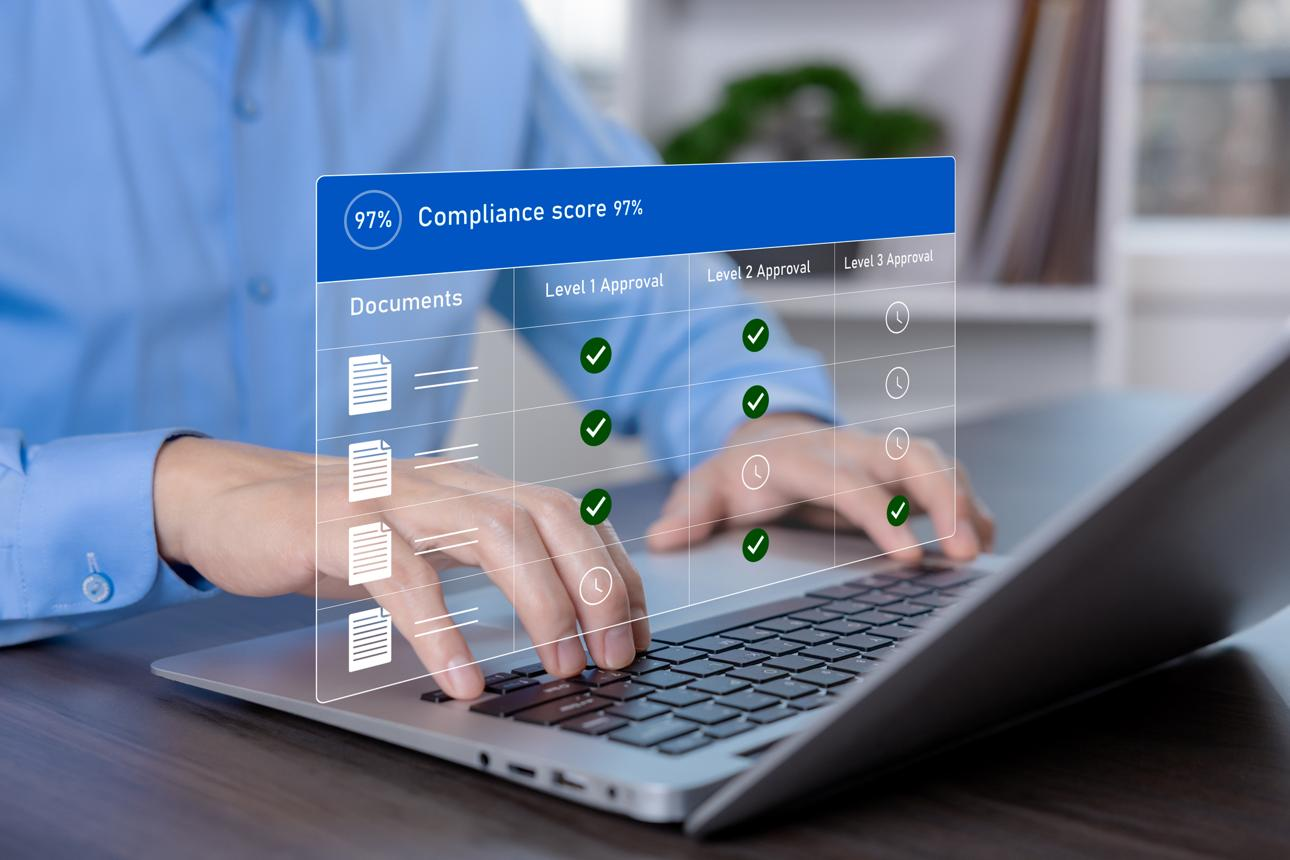 97%
Compliance score 97%
Documents
Level 1 Approval
Level 2 Approval
Level 3 Approval